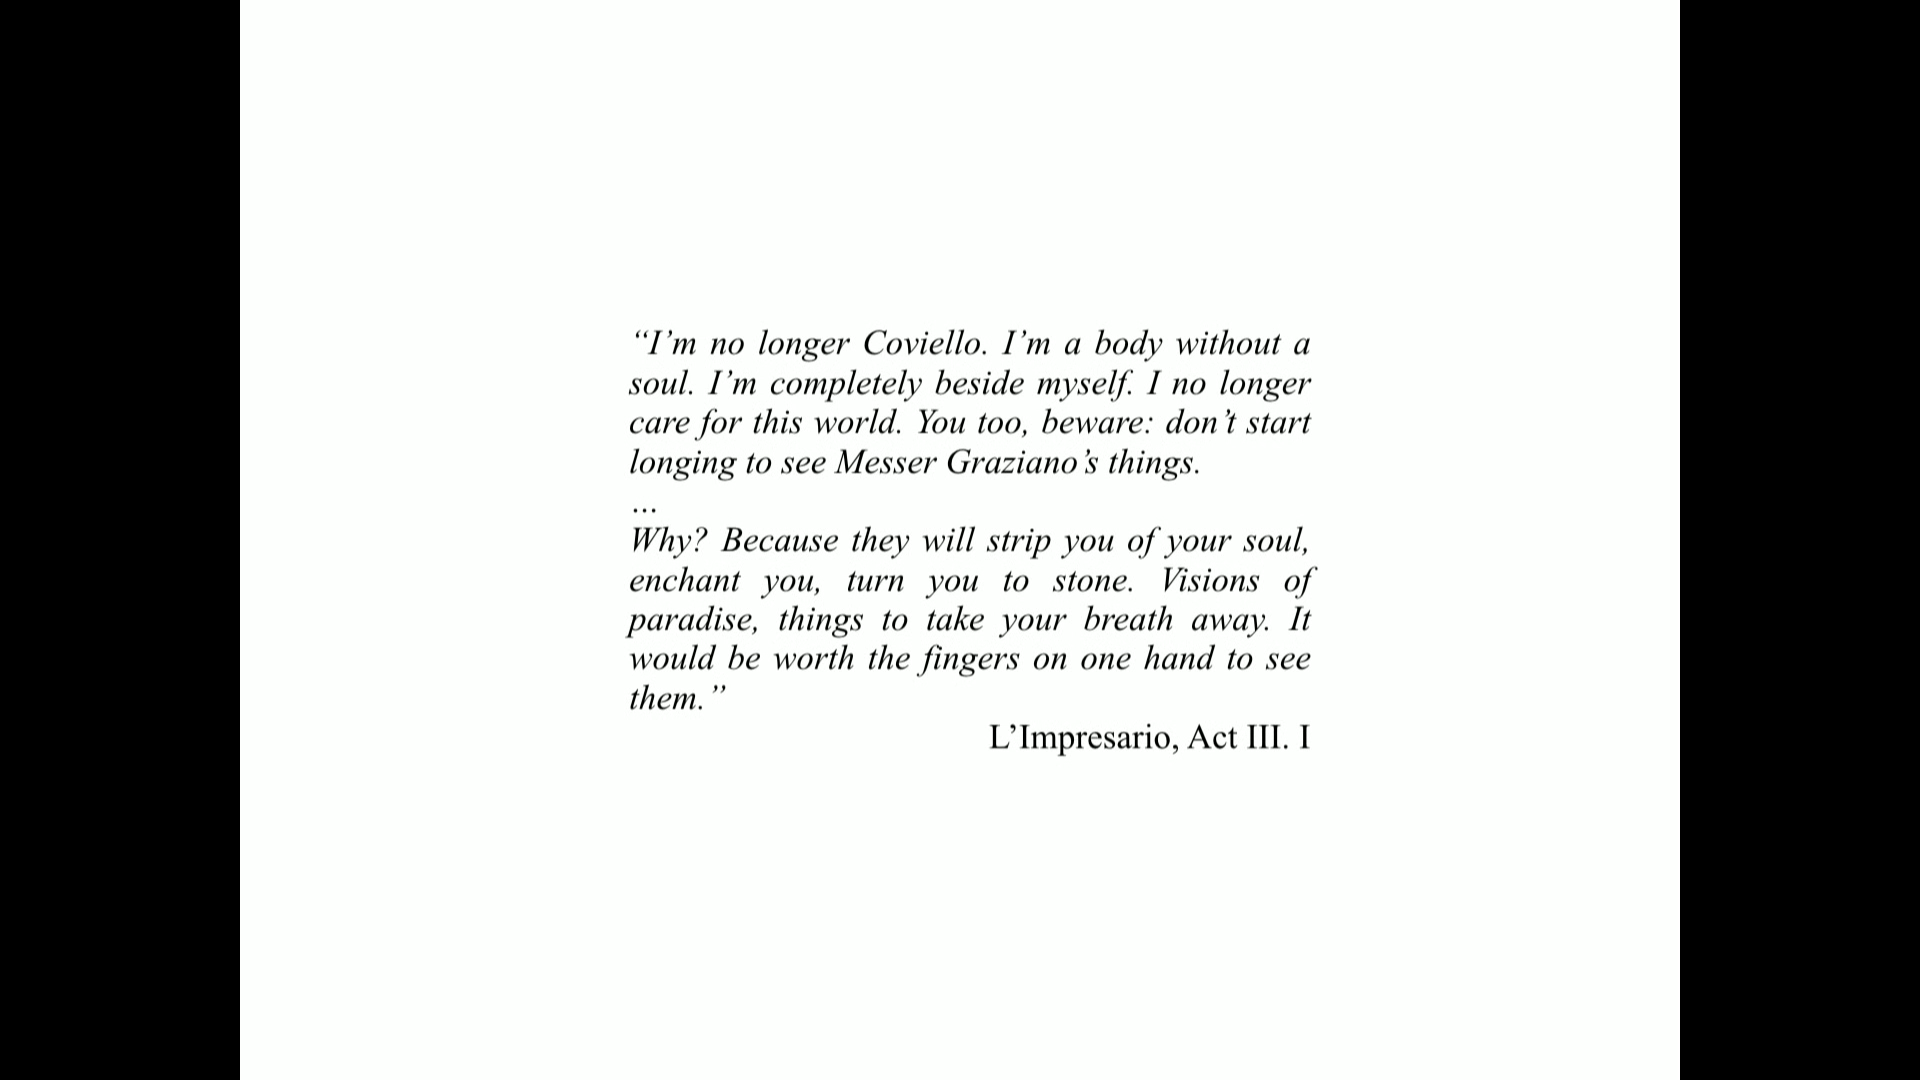 “I’m no longer Coviello. I’m a body without a
soul. I’m completely beside myself. I no longer
care for this world. You too, beware: don’t start
longing to see Messer Graziano’s things.
…
Why? Because they will strip you of your soul,
enchant you, turn you to stone. Visions of
paradise, things to take your breath away. It
would be worth the fingers on one hand to see
them.”
L’Impresario, Act III. I